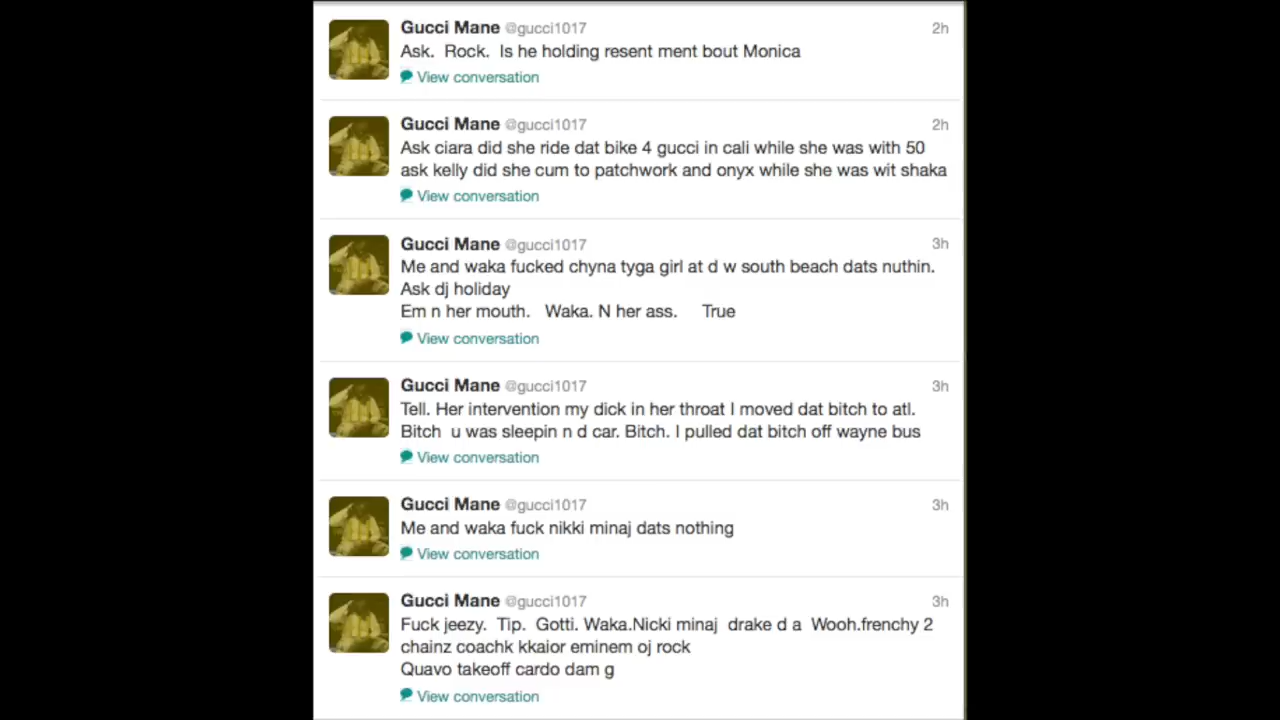 Gucci Mane @gucci1017 2h
Ask. Rock. Is he holding resent ment bout Monica
View conversation
Gucci Mane @gucci1017 2h
Ask ciara did she ride dat bike 4 gucci in cali while she was with 50
ask kelly did she cum to patchwork and onyx while she was wit shaka
View conversation
Gucci Mane @gucci1017 3h
Me and waka fucked chyna tyga girl at d w south beach dats nuthin.
Ask dj holiday
Em n her mouth. Waka. N her ass. True
View conversation
Gucci Mane @gucci1017 3h
Tell. Her intervention my dick in her throat I moved dat bitch to atl.
Bitch u was sleepin n d car. Bitch. I pulled dat bitch off wayne bus
View conversation
Gucci Mane @gucci1017 3h
Me and waka fuck nikki minaj dats nothing
View conversation
Gucci Mane @gucci1017 3h
Fuck jeezy. Tip. Gotti. Waka.Nicki minaj drake d a Wooh.frenchy 2
chainz coachk kkaior eminem oj rock
Quavo takeoff cardo dam g
View conversation